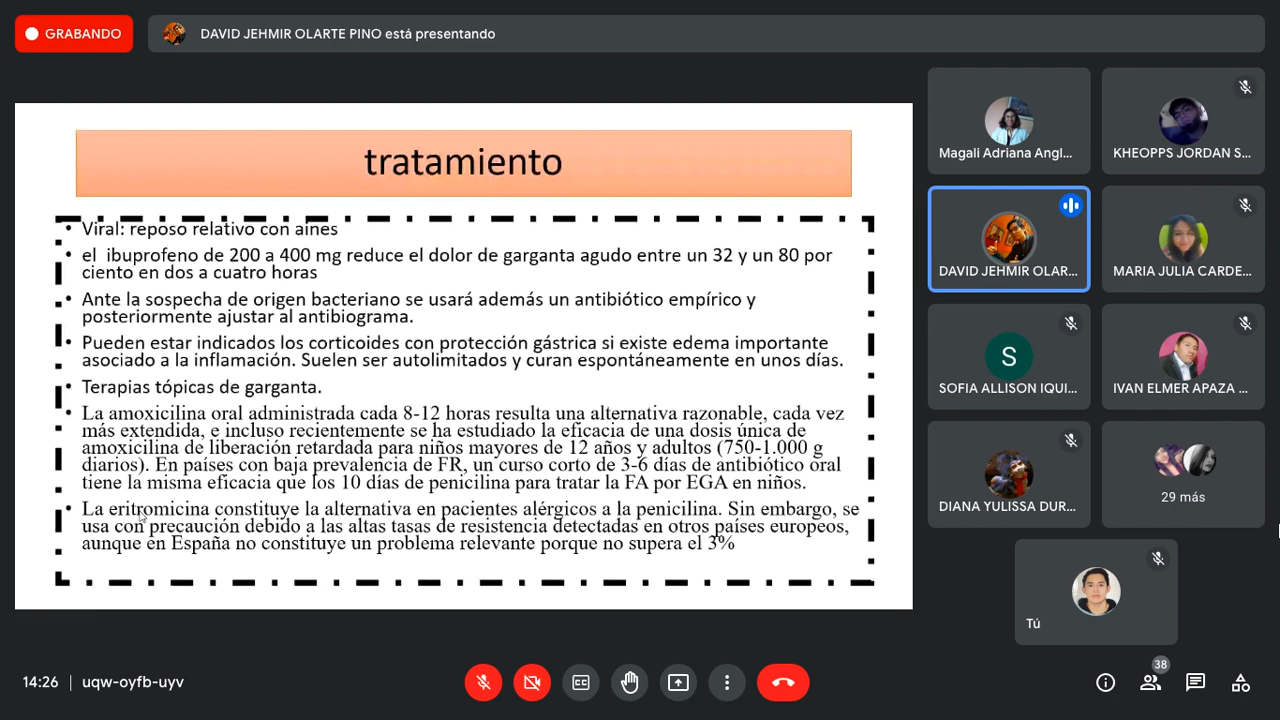 GRABANDO
DAVID JEHMIR OLARTE PINO está presentando
tratamiento
• Viral: reposo relativo con aines
• el ibuprofeno de 200 a 400 mg reduce el dolor de garganta agudo entre un 32 y un 80 por
ciento en dos a cuatro horas
• Ante la sospecha de origen bacteriano se usará además un antibiótico empírico y
posteriormente ajustar al antibiograma.
• Pueden estar indicados los corticoides con protección gástrica si existe edema importante
asociado a la inflamación. Suelen ser autolimitados y curan espontáneamente en unos días.
• Terapias tópicas de garganta.
• La amoxicilina oral administrada cada 8-12 horas resulta una alternativa razonable, cada vez
más extendida, e incluso recientemente se ha estudiado la eficacia de una dosis única de
amoxicilina de liberación retardada para niños mayores de 12 años y adultos (750-1.000 g
diarios). En países con baja prevalencia de FR, un curso corto de 3-6 días de antibiótico oral
tiene la misma eficacia que los 10 días de penicilina para tratar la FA por EGA en niños.
• La eritromicina constituye la alternativa en pacientes alérgicos a la penicilina. Sin embargo, se
usa con precaución debido a las altas tasas de resistencia detectadas en otros países europeos,
aunque en España no constituye un problema relevante porque no supera el 3%
Magali Adriana Angl...
KHEOPPS JORDAN S...
DAVID JEHMIR OLAR...
MARIA JULIA CARDE...
S
SOFIA ALLISON IQUI...
IVAN ELMER APAZA ...
DIANA YULISSA DUR...
29 más
Tú
14:26 | uqw-oyfb-uyv
CC
38